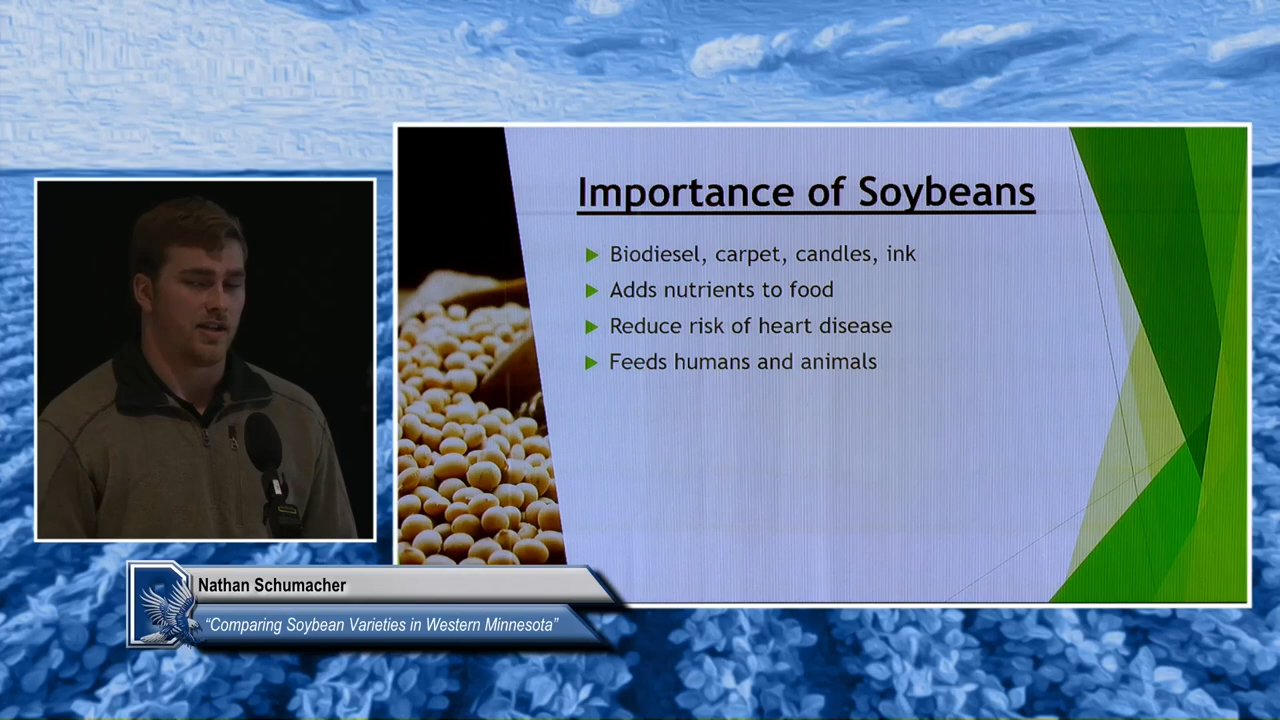 Importance of Soybeans
Biodiesel, carpet, candles, ink
Adds nutrients to food
Reduce risk of heart disease
Feeds humans and animals
Nathan Schumacher
“Comparing Soybean Varieties in Western Minnesota”